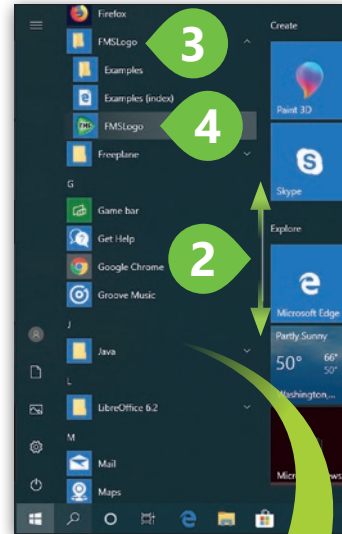 Firefox
FMSLogo
3
Examples
Examples (index)
FMSLogo
4
Freeplane
G
Game bar
Get Help
2
Google Chrome
Groove Music
J
Java
L
LibreOffice 6.2
M
Mail
Maps
Create
Paint 3D
Skype
Explore
Microsoft Edge
Partly Sunny
50°
66°
50°
Washington,...